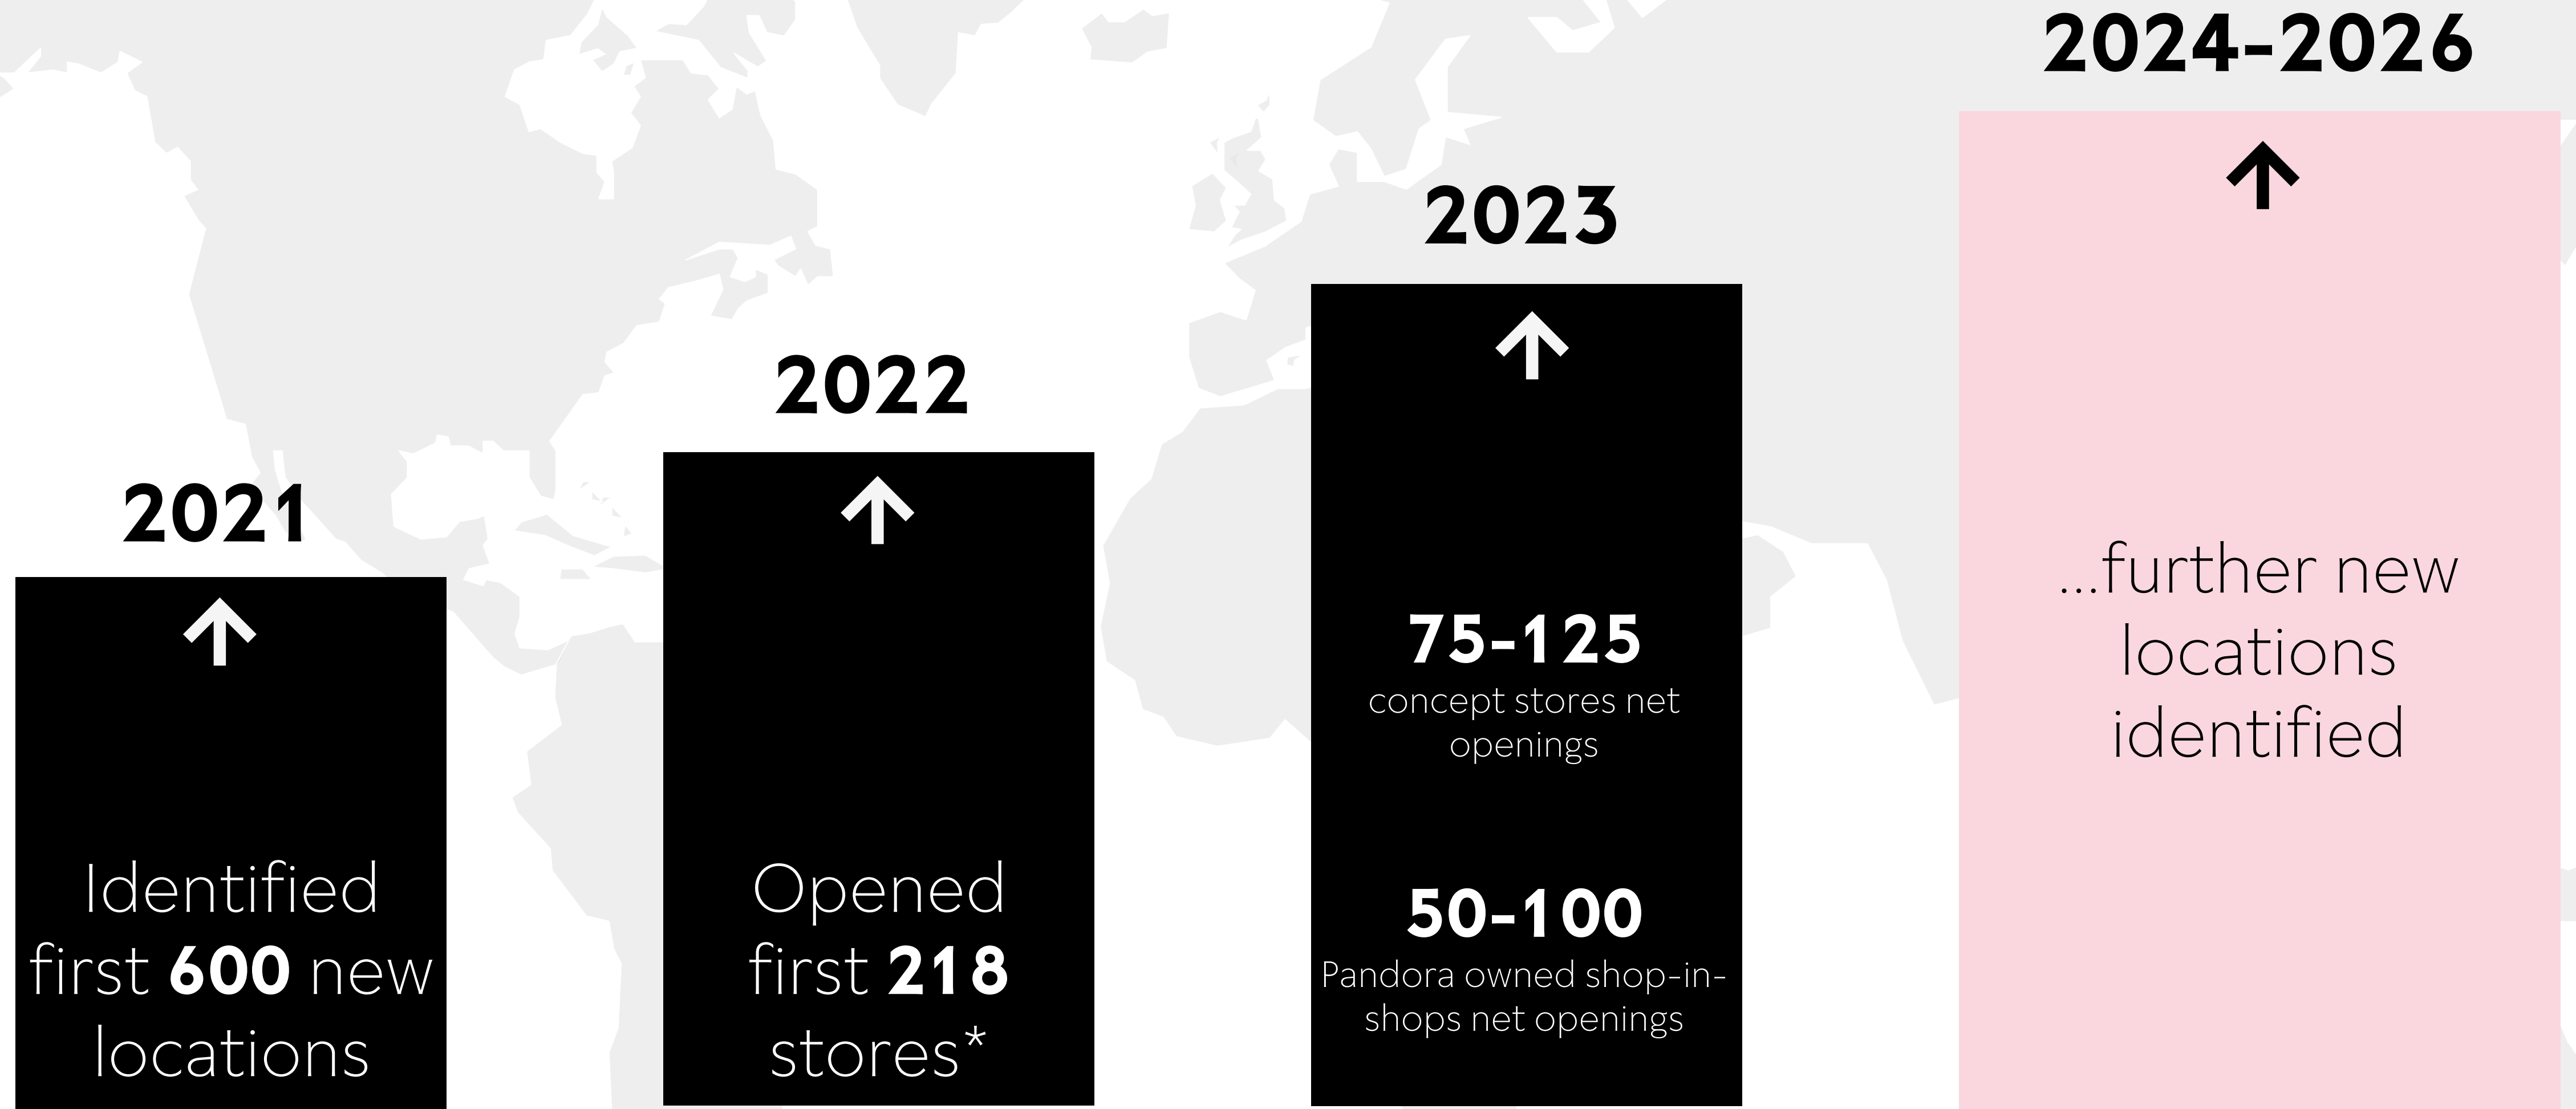 2021
Identified
first 600 new
locations
2022
Opened
first 218
stores*
2023
75-125
concept stores net
openings
50-100
Pandora owned shop-in-
shops net openings
2024-2026
...further new
locations
identified